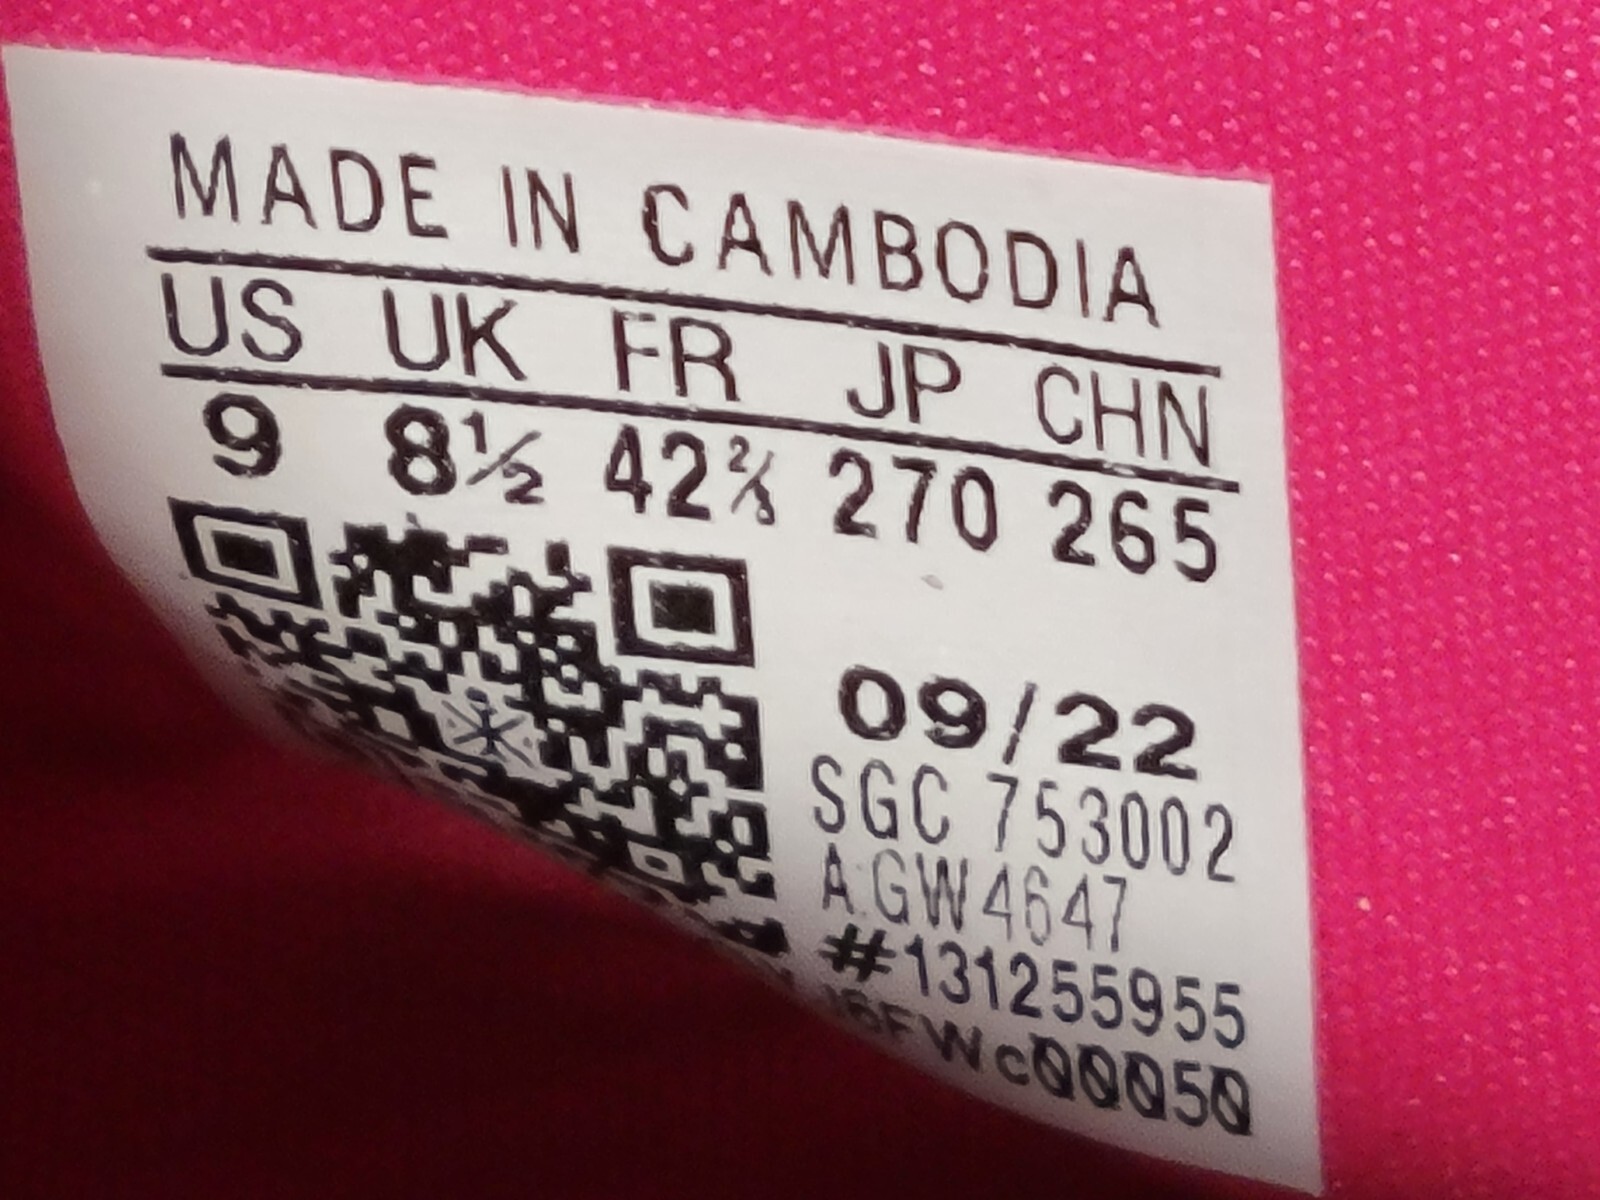 MADE IN CAMBODIA
US UK FR JP CHN
9 8½ 42⅔ 270 265
09/22
SGC 753002
A:GW4647
#131255955